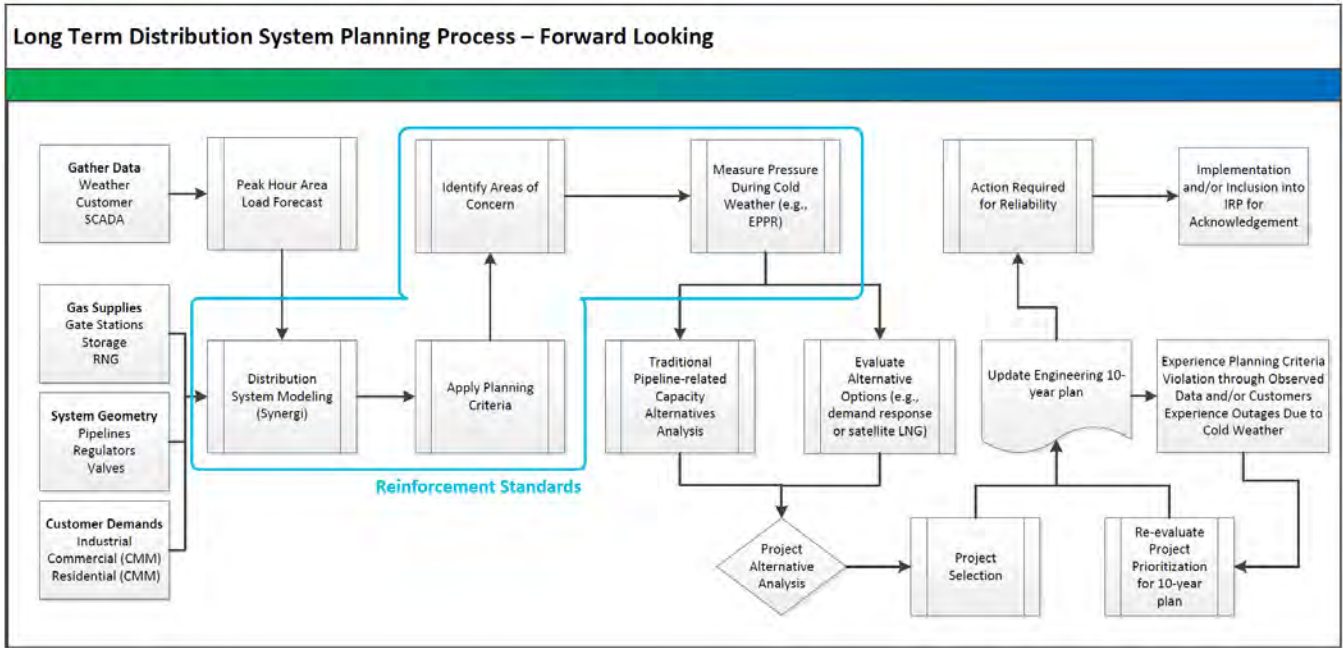 Long Term Distribution System Planning Process – Forward Looking
Gather Data
Weather
Customer
SCADA
Peak Hour Area
Load Forecast
Identify Areas of
Concern
Measure Pressure
During Cold
Weather (e.g.,
EPPR)
Action Required
for Reliability
Implementation
and/or Inclusion into
IRP for
Acknowledgement
Gas Supplies
Gate Stations
Storage
RNG
System Geometry
Pipelines
Regulators
Valves
Customer Demands
Industrial
Commercial (CMM)
Residential (CMM)
Distribution
System Modeling
(Synergi)
Apply Planning
Criteria
Reinforcement Standards
Traditional
Pipeline-related
Capacity
Alternatives
Analysis
Evaluate
Alternative
Options (e.g.,
demand response
or satellite LNG)
Update Engineering 10-
year plan
Experience Planning Criteria
Violation through Observed
Data and/or Customers
Experience Outages Due to
Cold Weather
Project
Alternative
Analysis
Project
Selection
Re-evaluate
Project
Prioritization
for 10-year
plan